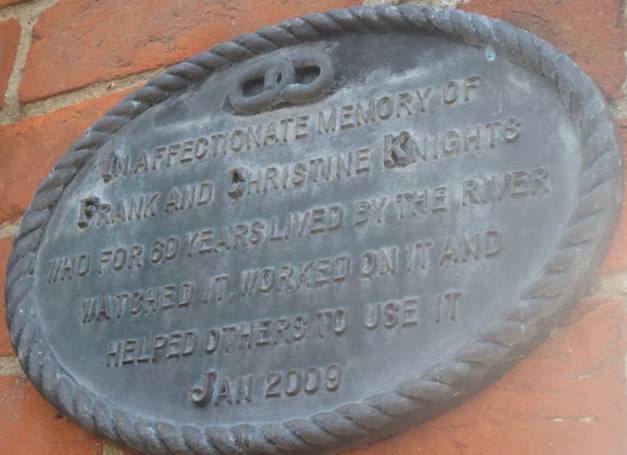 IN AFFECTIONATE MEMORY OF
FRANK AND CHRISTINE KNIGHTS
WHO FOR 60 YEARS LIVED BY THE RIVER
WATCHED IT, WORKED ON IT AND
HELPED OTHERS TO USE IT
JAN 2009